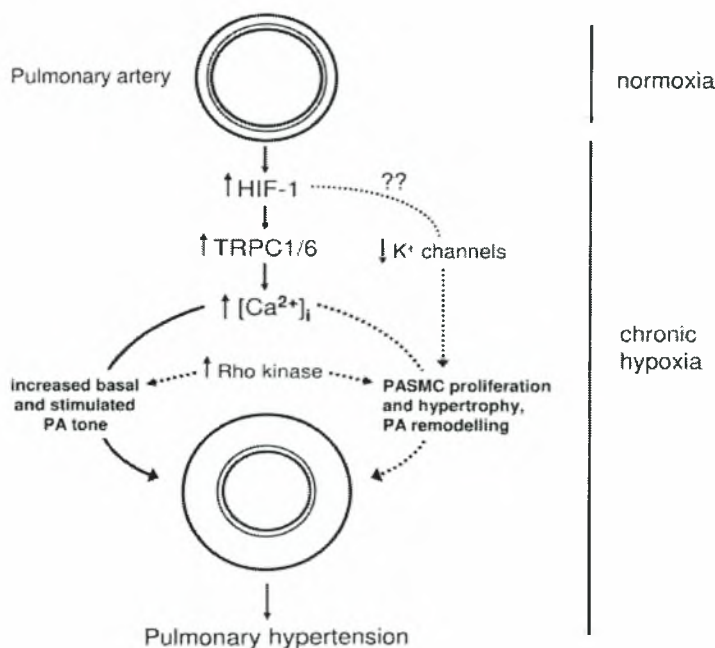 Pulmonary artery
normoxia
↑HIF-1
??
↑TRPC1/6
↓ K⁺ channels
↑ [Ca²⁺]ᵢ
chronic
hypoxia
↑ Rho kinase
increased basal
and stimulated
PA tone
PASMC proliferation
and hypertrophy,
PA remodelling
Pulmonary hypertension